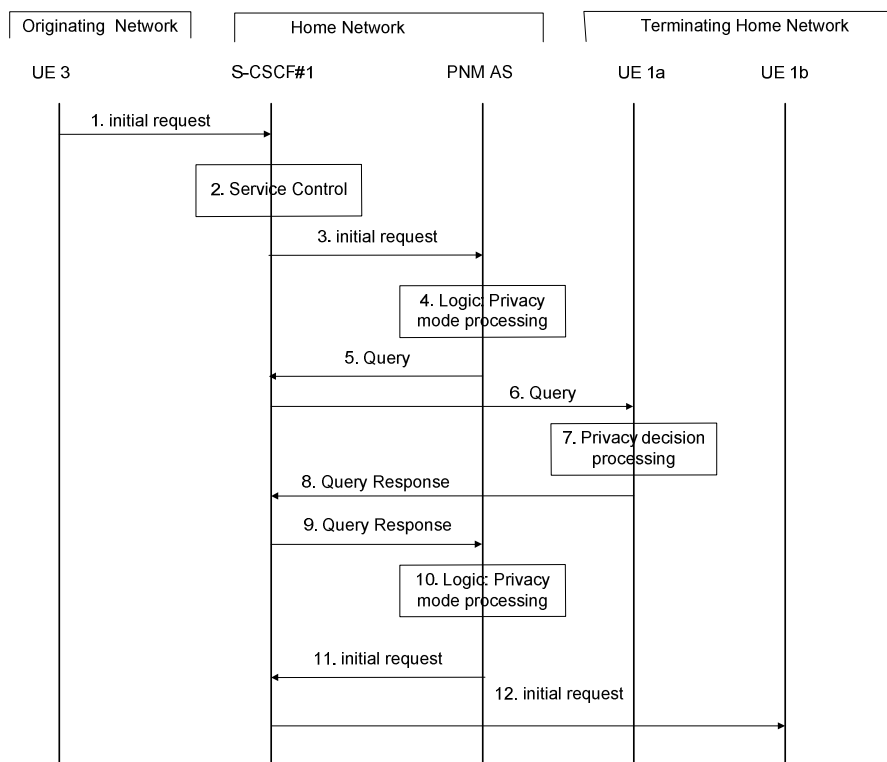 Originating Network
Home Network
Terminating Home Network
UE 3
S-CSCF#1
PNM AS
UE 1a
UE 1b
1. initial request
2. Service Control
3. initial request
4. Logic: Privacy
mode processing
5. Query
6. Query
7. Privacy decision
processing
8. Query Response
9. Query Response
10. Logic: Privacy
mode processing
11. initial request
12. initial request